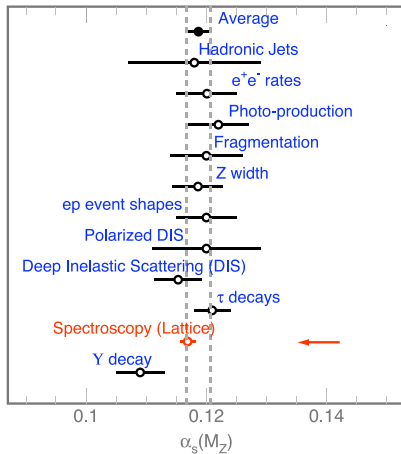 Average
Hadronic Jets
e⁺e⁻ rates
Photo-production
Fragmentation
Z width
ep event shapes
Polarized DIS
Deep Inelastic Scattering (DIS)
τ decays
Spectroscopy (Lattice)
ϒ decay
0.1 0.12 0.14
αₛ(M_Z)